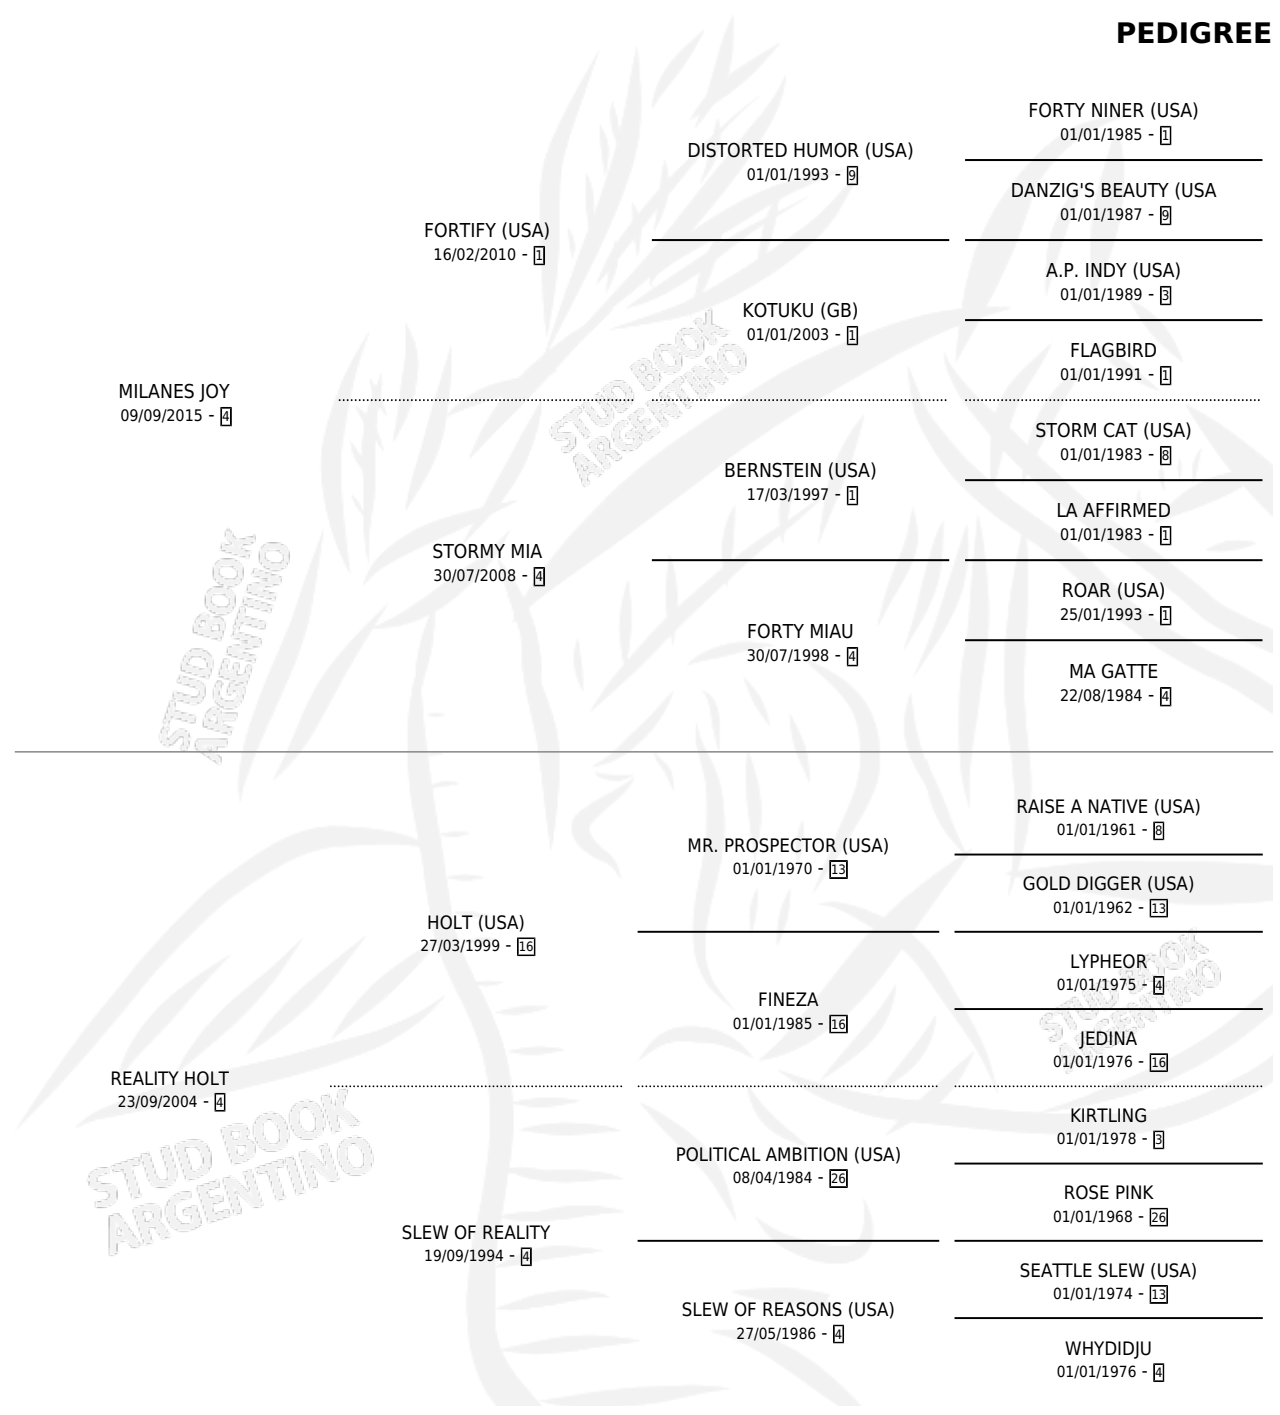 PEDIGREE
FORTY NINER (USA)
01/01/1985 - 1
DISTORTED HUMOR (USA)
01/01/1993 - 9
DANZIG'S BEAUTY (USA
01/01/1987 - 9
FORTIFY (USA)
16/02/2010 - 1
A.P. INDY (USA)
01/01/1989 - 3
KOTUKU (GB)
01/01/2003 - 1
FLAGBIRD
01/01/1991 - 1
MILANES JOY
09/09/2015 - 4
STUD BOOK
ARGENTINO
STORM CAT (USA)
01/01/1983 - 8
BERNSTEIN (USA)
17/03/1997 - 1
LA AFFIRMED
01/01/1983 - 1
STORMY MIA
30/07/2008 - 4
ROAR (USA)
25/01/1993 - 1
FORTY MIAU
30/07/1998 - 4
MA GATTE
22/08/1984 - 4
STUD BOOK
ARGENTINO
RAISE A NATIVE (USA)
01/01/1961 - 8
MR. PROSPECTOR (USA)
01/01/1970 - 13
GOLD DIGGER (USA)
01/01/1962 - 13
HOLT (USA)
27/03/1999 - 16
LYPHEOR
01/01/1975 - 4
FINEZA
01/01/1985 - 16
JEDINA
01/01/1976 - 16
STUD BOOK
ARGENTINO
REALITY HOLT
23/09/2004 - 4
KIRTLING
01/01/1978 - 3
POLITICAL AMBITION (USA)
08/04/1984 - 26
ROSE PINK
01/01/1968 - 26
STUD BOOK
ARGENTINO
SLEW OF REALITY
19/09/1994 - 4
SEATTLE SLEW (USA)
01/01/1974 - 13
SLEW OF REASONS (USA)
27/05/1986 - 4
WHYDIDJU
01/01/1976 - 4